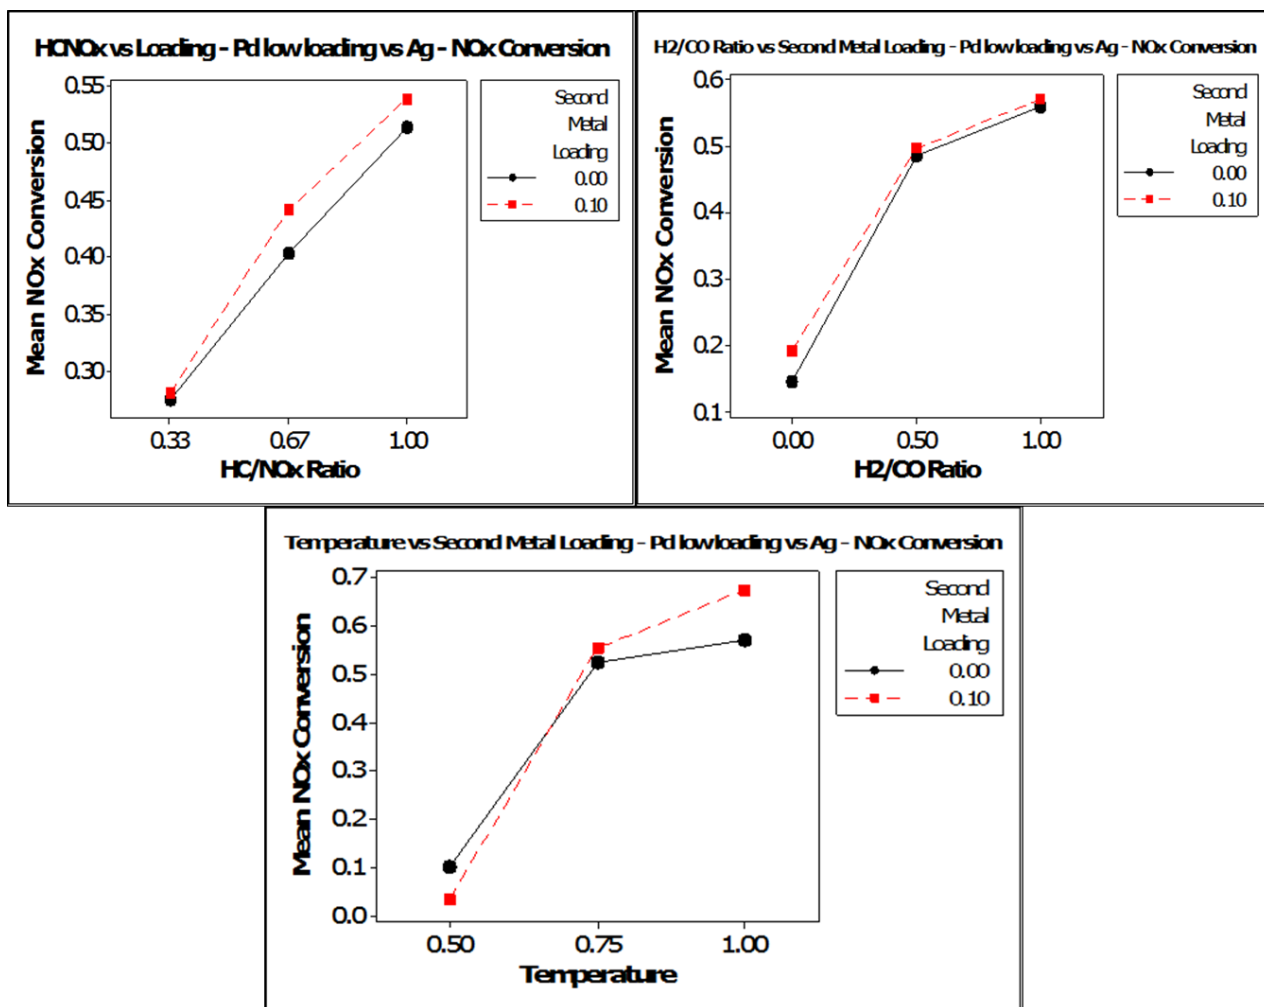 HCNOx vs Loading - Pd low loading vs Ag - NOx Conversion
Mean NOx Conversion
0.55
0.50
0.45
0.40
0.35
0.30
0.33 0.67 1.00
HC/NOx Ratio
Second
Metal
Loading
0.00
0.10
H2/CO Ratio vs Second Metal Loading - Pd low loading vs Ag - NOx Conversion
Mean NOx Conversion
0.6
0.5
0.4
0.3
0.2
0.1
0.00 0.50 1.00
H2/CO Ratio
Second
Metal
Loading
0.00
0.10
Temperature vs Second Metal Loading - Pd low loading vs Ag - NOx Conversion
Mean NOx Conversion
0.7
0.6
0.5
0.4
0.3
0.2
0.1
0.0
0.50 0.75 1.00
Temperature
Second
Metal
Loading
0.00
0.10